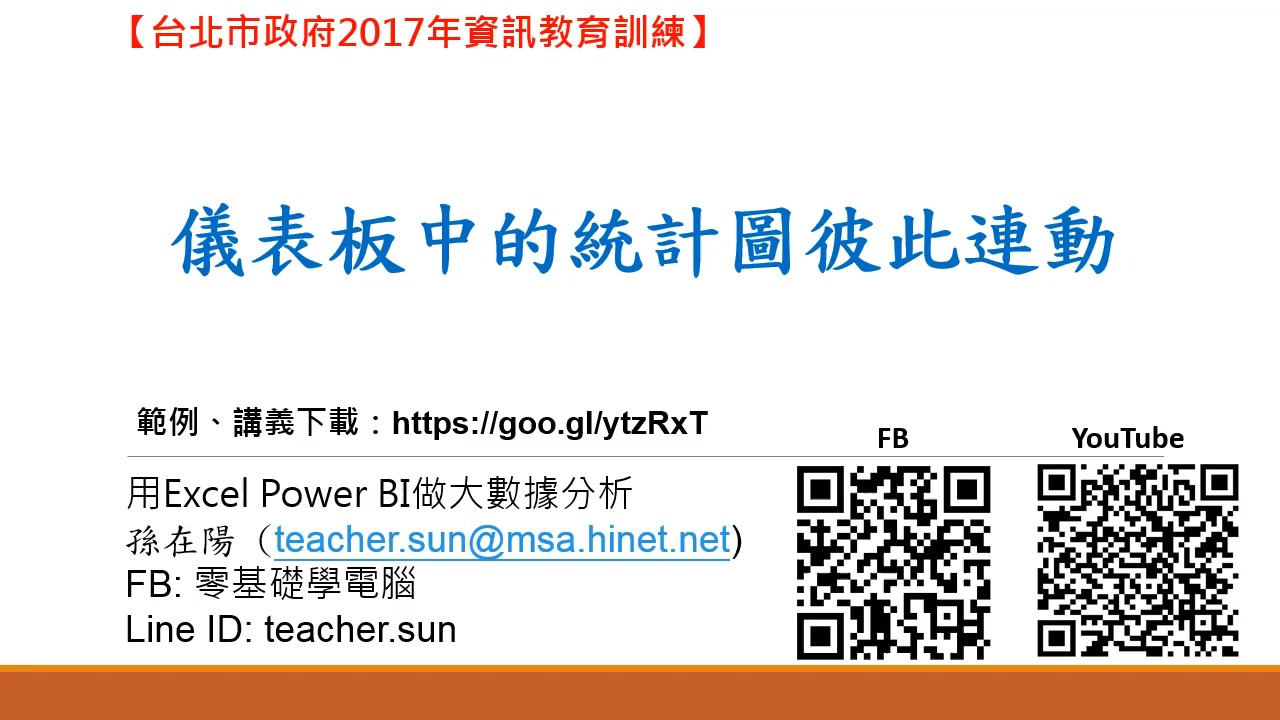 【台北市政府2017年資訊教育訓練】
儀表板中的統計圖彼此連動
範例、講義下載：https://goo.gl/ytzRxT
FB
YouTube
用Excel Power BI做大數據分析
孫在陽（teacher.sun@msa.hinet.net)
FB: 零基礎學電腦
Line ID: teacher.sun